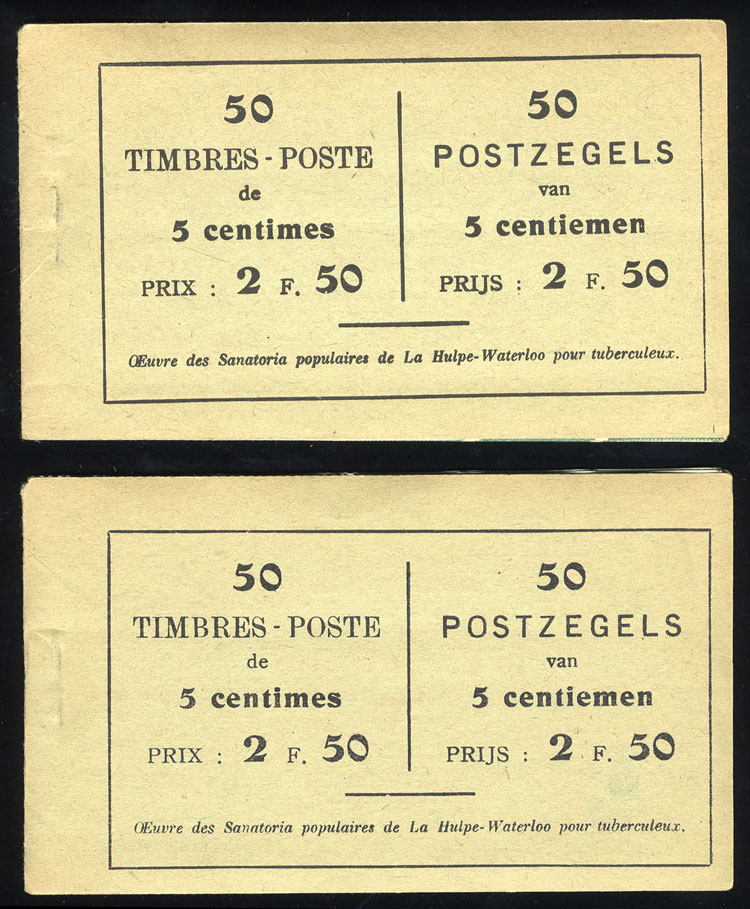 50
TIMBRES - POSTE
de
5 centimes
PRIX : 2 F. 50
50
POSTZEGELS
van
5 centiemen
PRIJS : 2 F. 50
Œuvre des Sanatoria populaires de La Hulpe-Waterloo pour tuberculeux.
50
TIMBRES - POSTE
de
5 centimes
PRIX : 2 F. 50
50
POSTZEGELS
van
5 centiemen
PRIJS : 2 F. 50
Œuvre des Sanatoria populaires de La Hulpe-Waterloo pour tuberculeux.